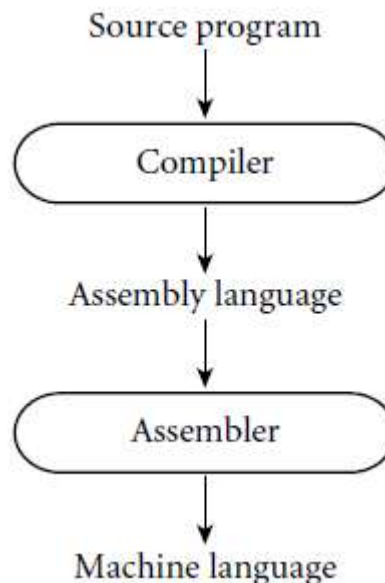 Source program
Compiler
Assembly language
Assembler
Machine language